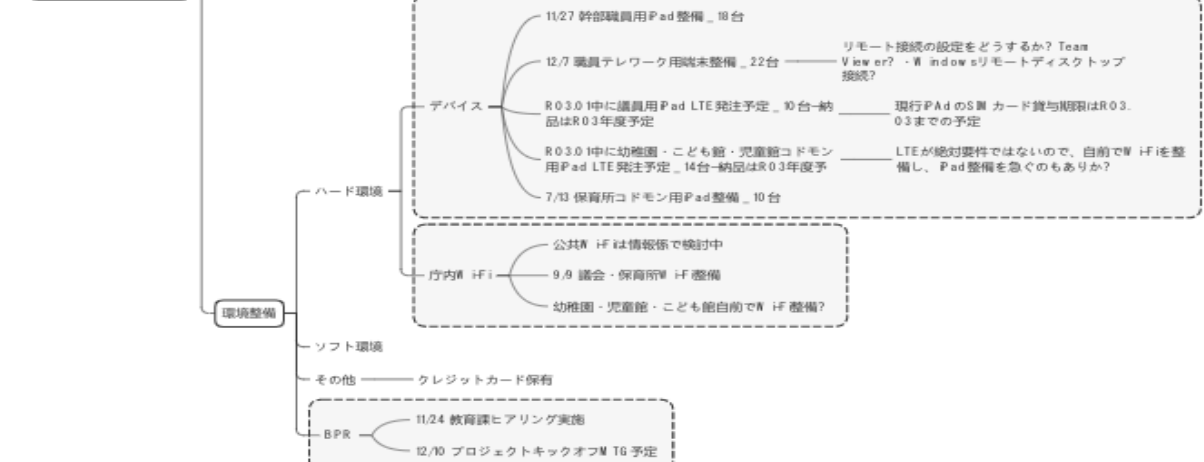 11/27 幹部職員用iPad整備 _ 18台
12/7 職員テレワーク用端末整備 _ 22台
リモート接続の設定をどうするか? Team
Viewer? ・Windowsリモートディスクトップ
接続?
デバイス
R03.01中に議員用iPad LTE発注予定 _ 10台→納
品はR03年度予定
現行iPAdのSIMカード貸与期限はR03.
03までの予定
R03.01中に幼稚園・こども館・児童館コドモン
用iPad LTE発注予定 _ 14台→納品はR03年度予
LTEが絶対要件ではないので、自前でWi-Fiを整
備し、iPad整備を急ぐのもありか?
ハード環境
7/13 保育所コドモン用iPad整備 _ 10台
公共Wi-Fiは情報係で検討中
庁内Wi-Fi
9/9 議会・保育所Wi-Fi整備
幼稚園・児童館・こども館自前でWi-Fi整備?
環境整備
ソフト環境
その他
クレジットカード保有
11/24 教育課ヒアリング実施
BPR
12/10 プロジェクトキックオフMTG予定